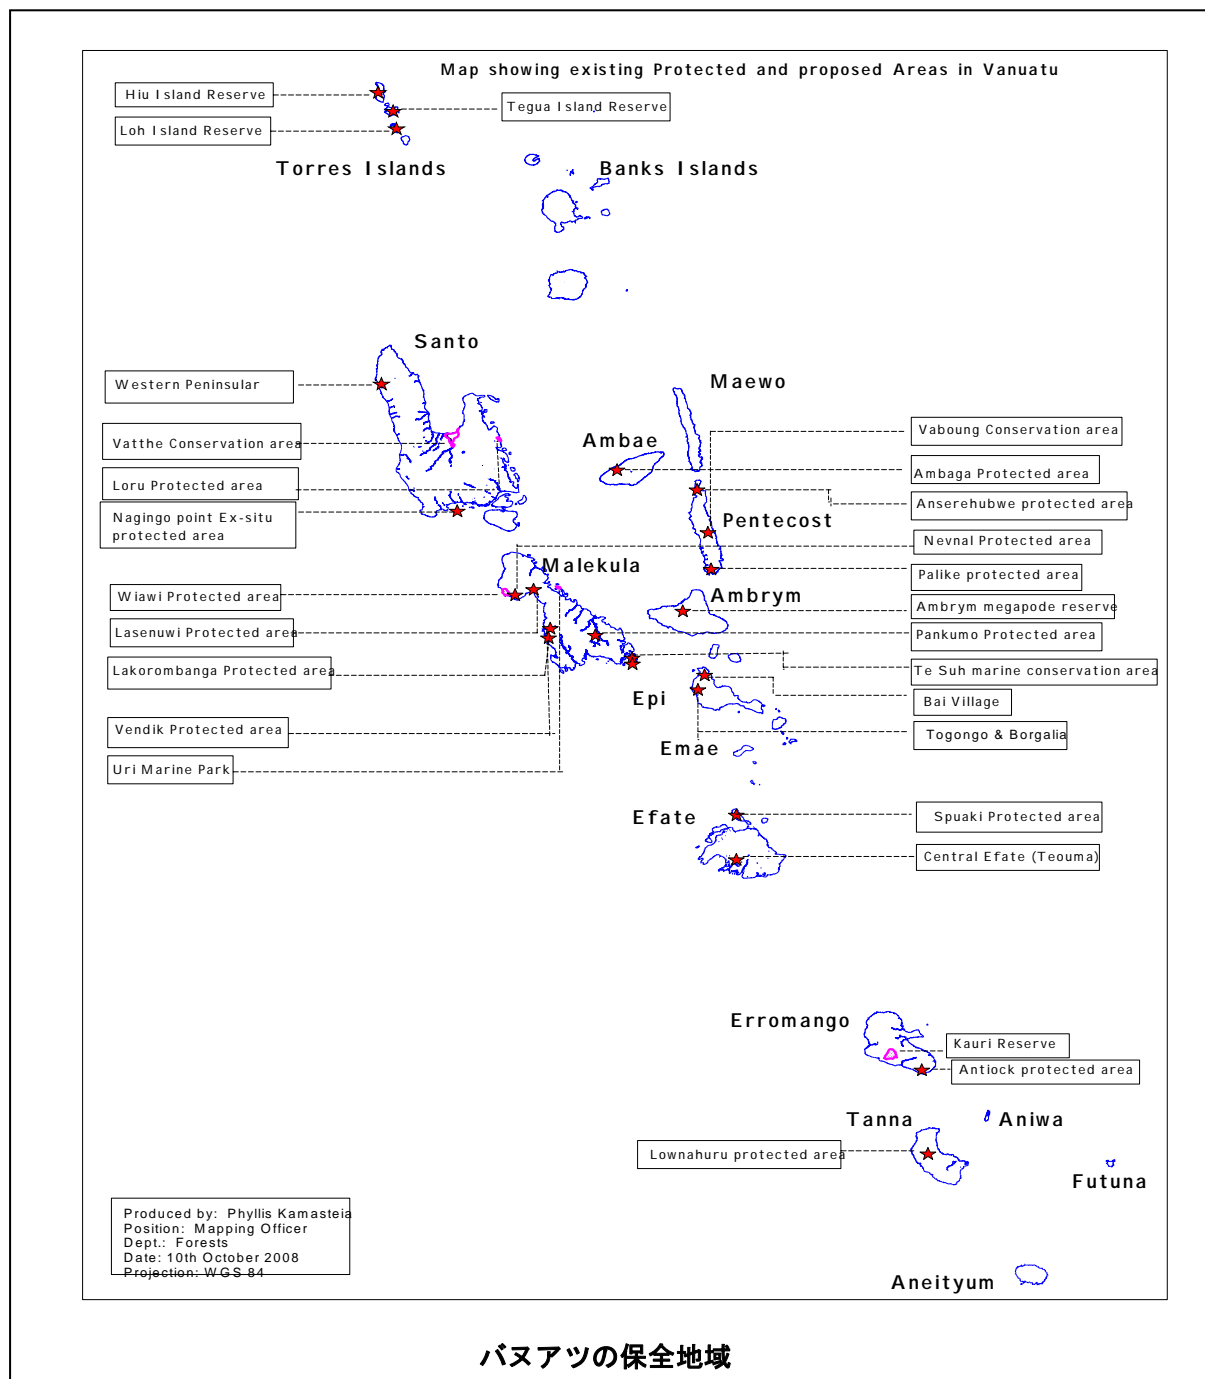 Map showing existing Protected and proposed Areas in Vanuatu
Hiu Island Reserve
Tegua Island Reserve
Loh Island Reserve
Torres Islands
Banks Islands
Santo
Western Peninsular
Maewo
Vatthe Conservation area
Ambae
Vaboung Conservation area
Loru Protected area
Ambaga Protected area
Nagingo point Ex-situ
protected area
Anserehubwe protected area
Pentecost
Nevnal Protected area
Malekula
Palike protected area
Wiawi Protected area
Ambrym
Ambrym megapode reserve
Lasenuwi Protected area
Pankumo Protected area
Lakorombanga Protected area
Te Suh marine conservation area
Epi
Bai Village
Vendik Protected area
Togongo & Borgalia
Emae
Uri Marine Park
Efate
Spuaki Protected area
Central Efate (Teouma)
Erromango
Kauri Reserve
Antiock protected area
Tanna
Aniwa
Lownahuru protected area
Futuna
Produced by: Phyllis Kamasteia
Position: Mapping Officer
Dept.: Forests
Date: 10th October 2008
Projection: WGS 84
Aneityum
バヌアツの保全地域